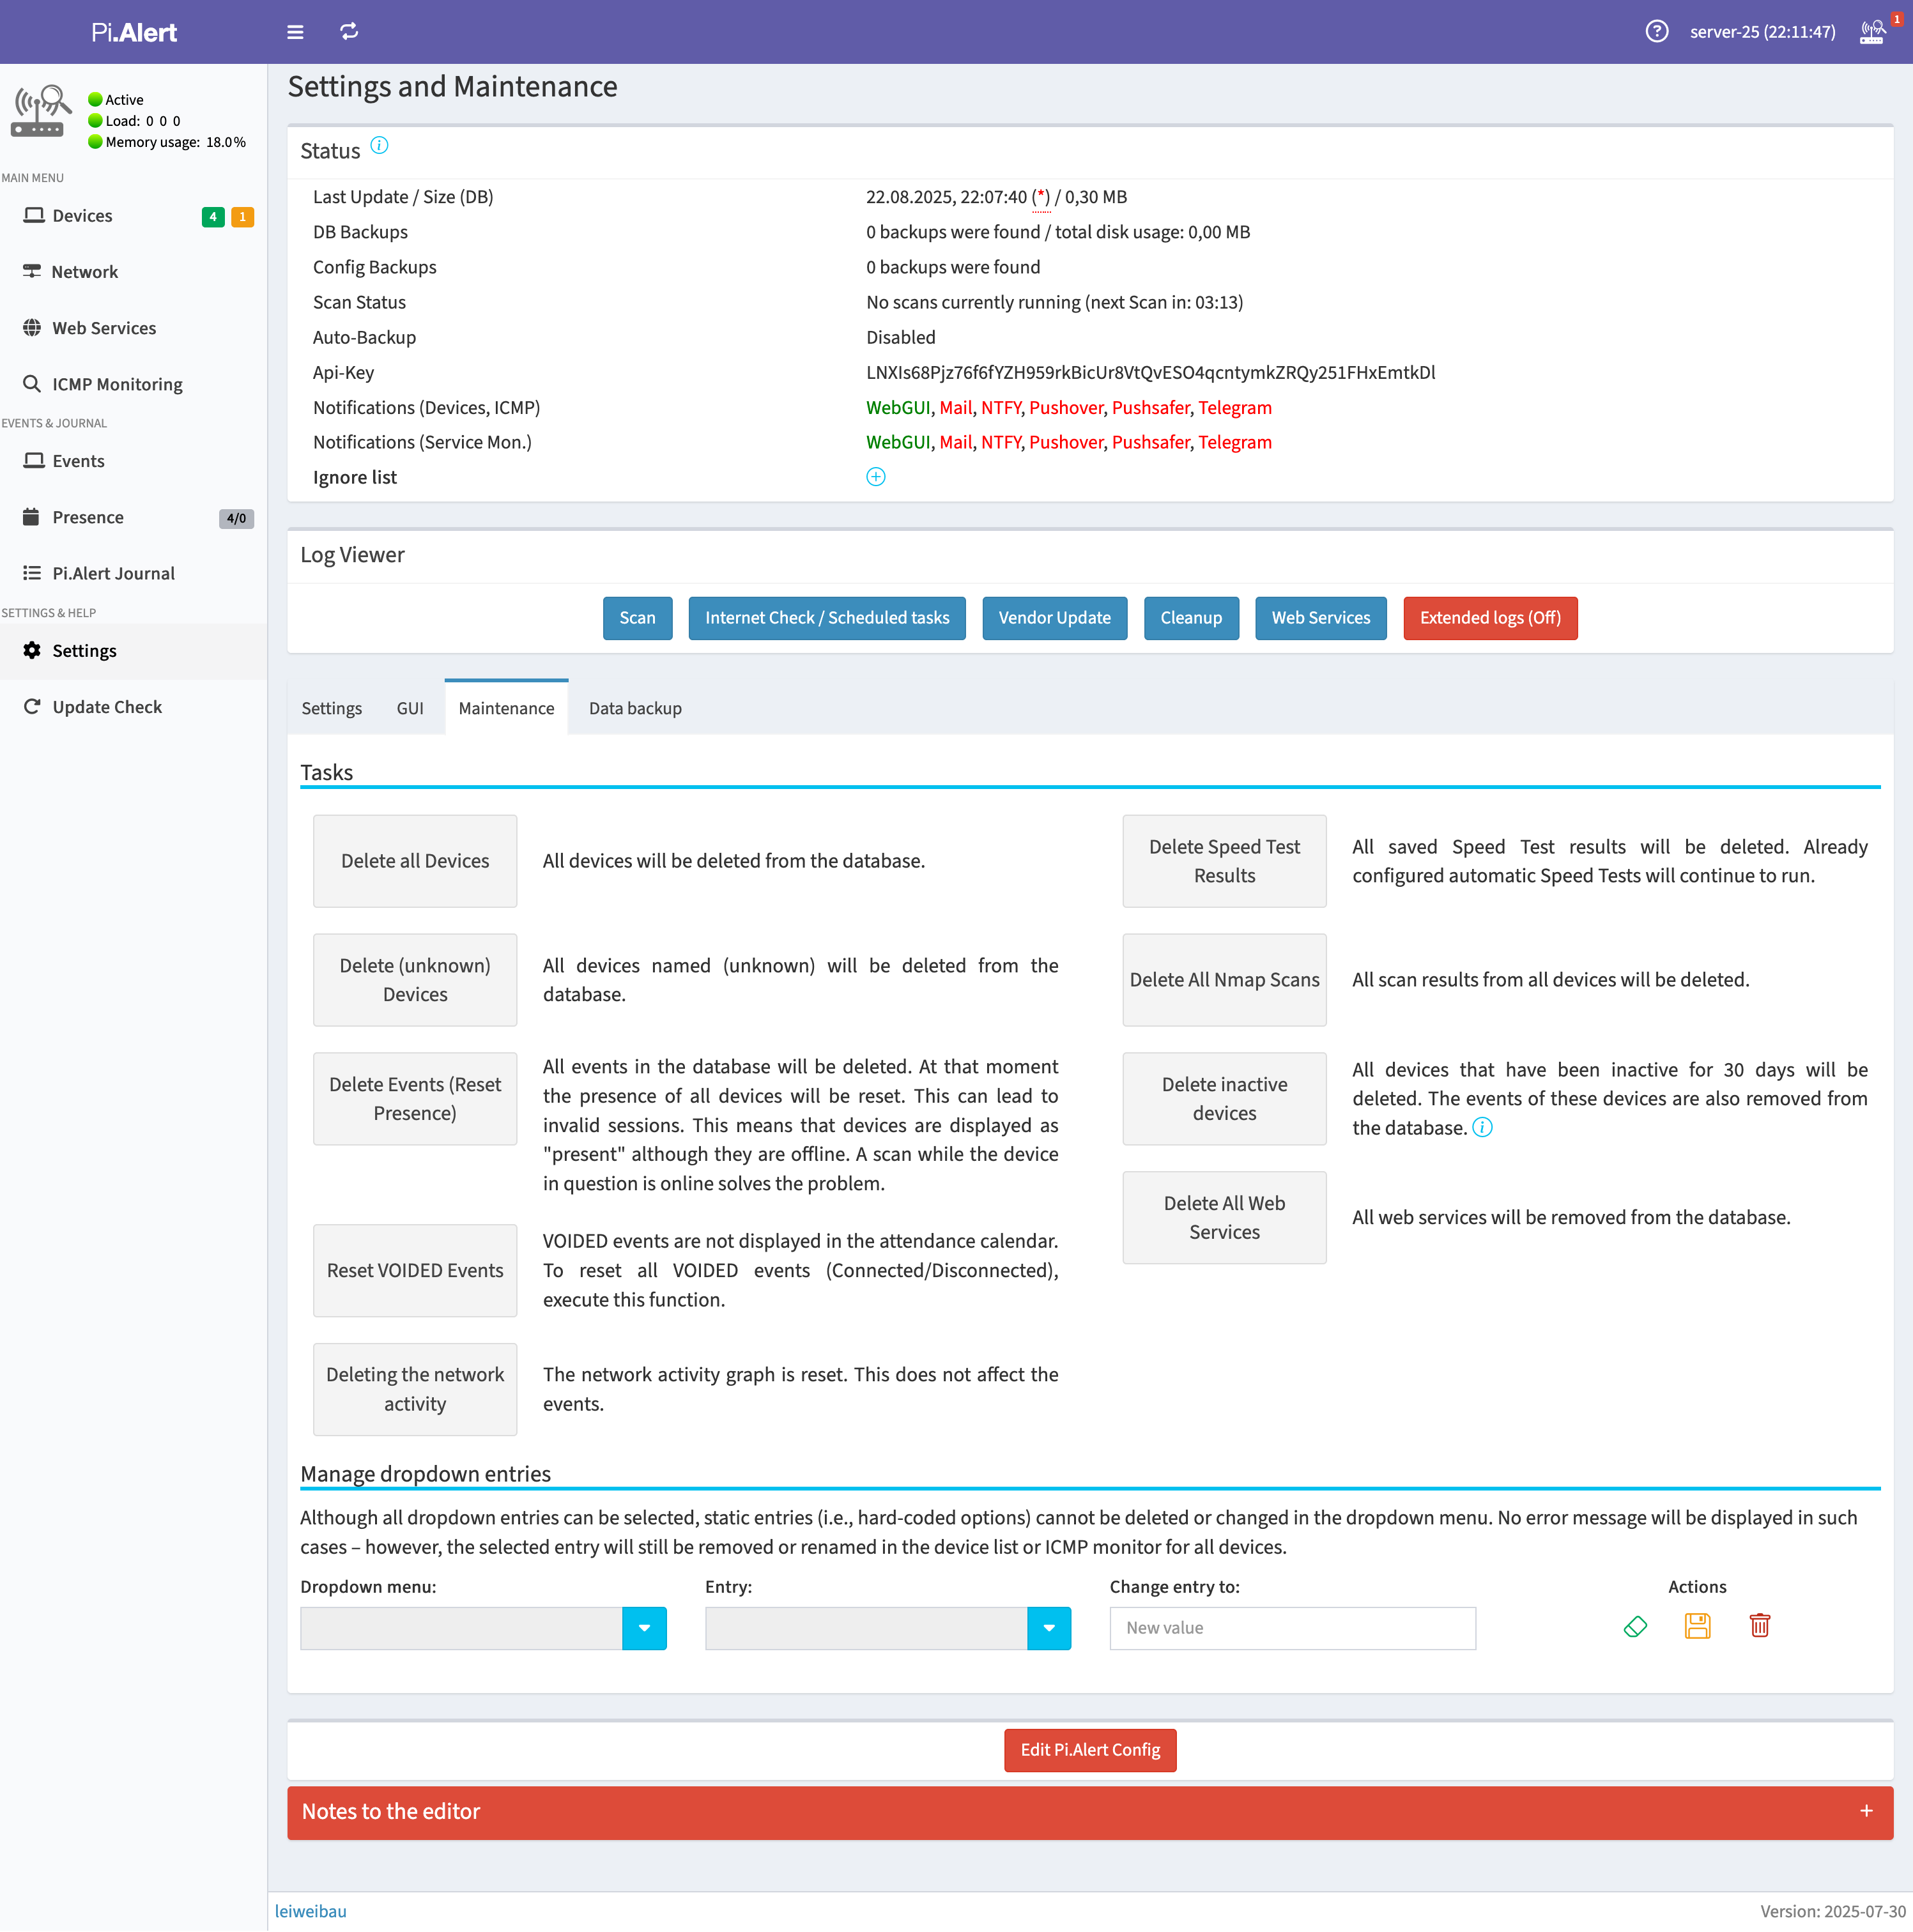 Pi.Alert
server-25 (22:11:47)
1
Active
Load: 0 0 0
Memory usage: 18.0%
MAIN MENU
Devices 4 1
Network
Web Services
ICMP Monitoring
EVENTS & JOURNAL
Events
Presence 4/0
Pi.Alert Journal
SETTINGS & HELP
Settings
Update Check
Settings and Maintenance
Status
Last Update / Size (DB) 22.08.2025, 22:07:40 (*) / 0,30 MB
DB Backups 0 backups were found / total disk usage: 0,00 MB
Config Backups 0 backups were found
Scan Status No scans currently running (next Scan in: 03:13)
Auto-Backup Disabled
Api-Key LNXIs68Pjz76f6fYZH959rkBicUr8VtQvESO4qcntymkZRQy251FHxEmtkDl
Notifications (Devices, ICMP) WebGUI, Mail, NTFY, Pushover, Pushsafer, Telegram
Notifications (Service Mon.) WebGUI, Mail, NTFY, Pushover, Pushsafer, Telegram
Ignore list
Log Viewer
Scan Internet Check / Scheduled tasks Vendor Update Cleanup Web Services Extended logs (Off)
Settings GUI Maintenance Data backup
Tasks
Delete all Devices
All devices will be deleted from the database.
Delete (unknown)
Devices
All devices named (unknown) will be deleted from the
database.
Delete Events (Reset
Presence)
All events in the database will be deleted. At that moment
the presence of all devices will be reset. This can lead to
invalid sessions. This means that devices are displayed as
"present" although they are offline. A scan while the device
in question is online solves the problem.
Reset VOIDED Events
VOIDED events are not displayed in the attendance calendar.
To reset all VOIDED events (Connected/Disconnected),
execute this function.
Deleting the network
activity
The network activity graph is reset. This does not affect the
events.
Delete Speed Test
Results
All saved Speed Test results will be deleted. Already
configured automatic Speed Tests will continue to run.
Delete All Nmap Scans
All scan results from all devices will be deleted.
Delete inactive
devices
All devices that have been inactive for 30 days will be
deleted. The events of these devices are also removed from
the database.
Delete All Web
Services
All web services will be removed from the database.
Manage dropdown entries
Although all dropdown entries can be selected, static entries (i.e., hard-coded options) cannot be deleted or changed in the dropdown menu. No error message will be displayed in such
cases – however, the selected entry will still be removed or renamed in the device list or ICMP monitor for all devices.
Dropdown menu: Entry: Change entry to: Actions
New value
Edit Pi.Alert Config
Notes to the editor +
leiweibau Version: 2025-07-30